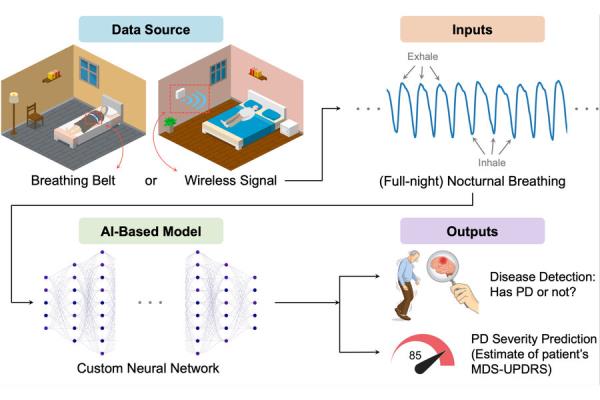 Data Source
Inputs
Exhale
Inhale
Breathing Belt or Wireless Signal
(Full-night) Nocturnal Breathing
AI-Based Model
Outputs
Disease Detection:
Has PD or not?
85
PD Severity Prediction
(Estimate of patient's
MDS-UPDRS)
Custom Neural Network